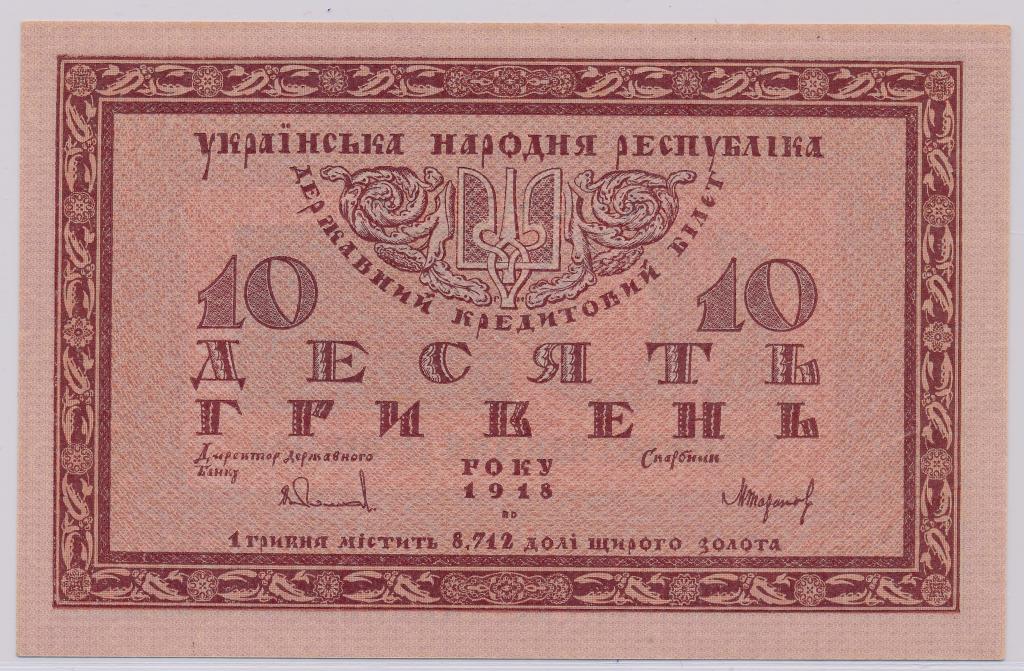 УКРАЇНСЬКА НАРОДНЯ РЕСПУБЛІКА
ДЕРЖАВНИЙ КРЕДИТОВИЙ БІЛЄТ
10 10
ДЕСЯТЬ
ГРИВЕНЬ
Директор Державного Скарбник
банку
РОКУ
1918
1 ГРИВНЯ МІСТИТЬ 8,712 ДОЛІ ЩИРОГО ЗОЛОТА